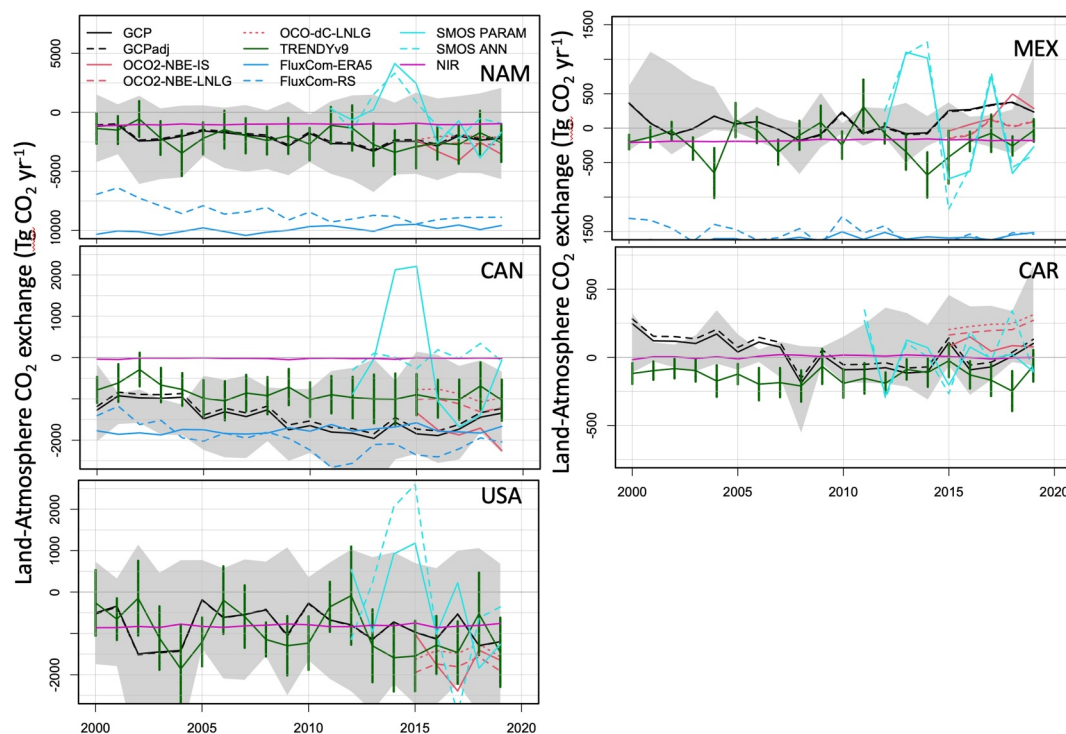 GCP
GCPadj
OCO2-NBE-IS
OCO2-NBE-LNLG
OCO-dC-LNLG
TRENDYv9
FluxCom-ERA5
FluxCom-RS
SMOS PARAM
SMOS ANN
NIR
NAM
5000
0
5000
10000
CAN
2000
0
2000
USA
2000
1000
0
2000
2000
2005
2010
2015
2020
Land-Atmosphere CO2 exchange (Tg CO2 yr-1)
MEX
1500
500
0
-500
1500
CAR
500
0
-500
2000
2005
2010
2015
2020
Land-Atmosphere CO2 exchange (Tg CO2 yr-1)